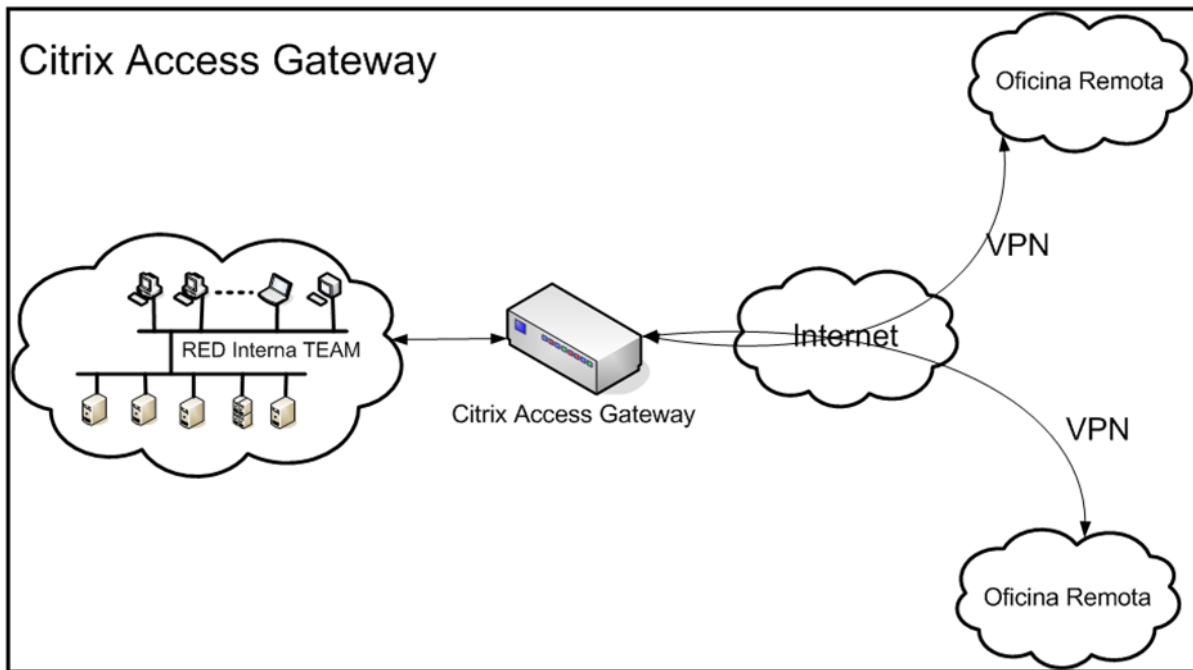 Citrix Access Gateway
Oficina Remota
VPN
RED Interna TEAM
Internet
Citrix Access Gateway
VPN
Oficina Remota